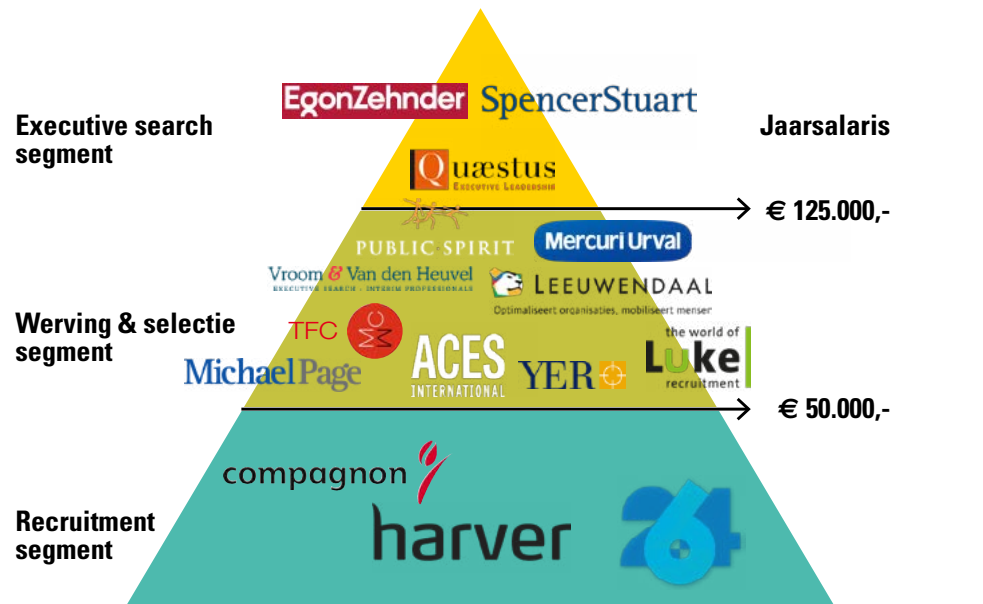 EgonZehnder SpencerStuart
Executive search
segment
Jaarsalaris
Quæstus
EXECUTIVE LEADERSHIP
€ 125.000,-
PUBLIC SPIRIT
Mercuri Urval
Vroom & Van den Heuvel
EXECUTIVE SEARCH · INTERIM PROFESSIONALS
LEEUWENDAAL
Optimaliseert organisaties, mobiliseert mensen
Werving & selectie
segment
TFC
MichaelPage
ACES
INTERNATIONAL
YER
the world of
Luke
recruitment
€ 50.000,-
compagnon
harver
264
Recruitment
segment